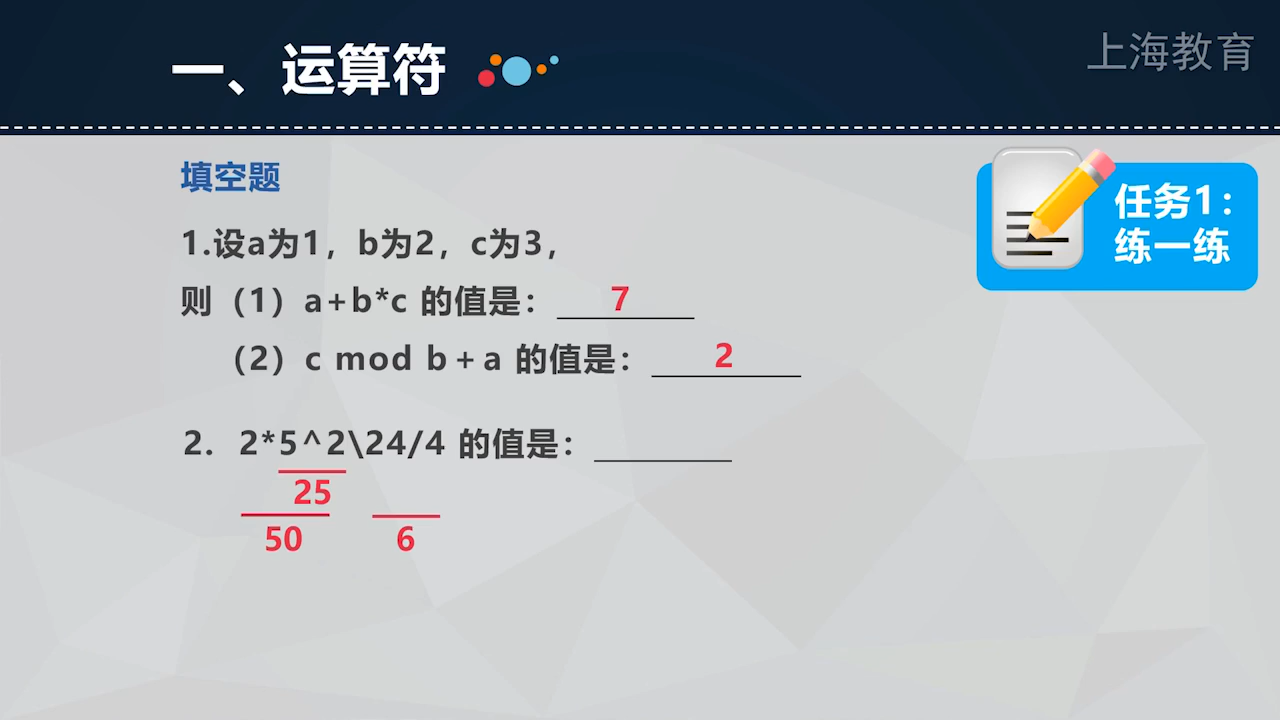 一、运算符
上海教育
填空题
任务1：
练一练
1.设a为1，b为2，c为3，
则（1）a+b*c 的值是：7
（2）c mod b+a 的值是：2
2. 2*5^2\24/4 的值是：
25
50 6